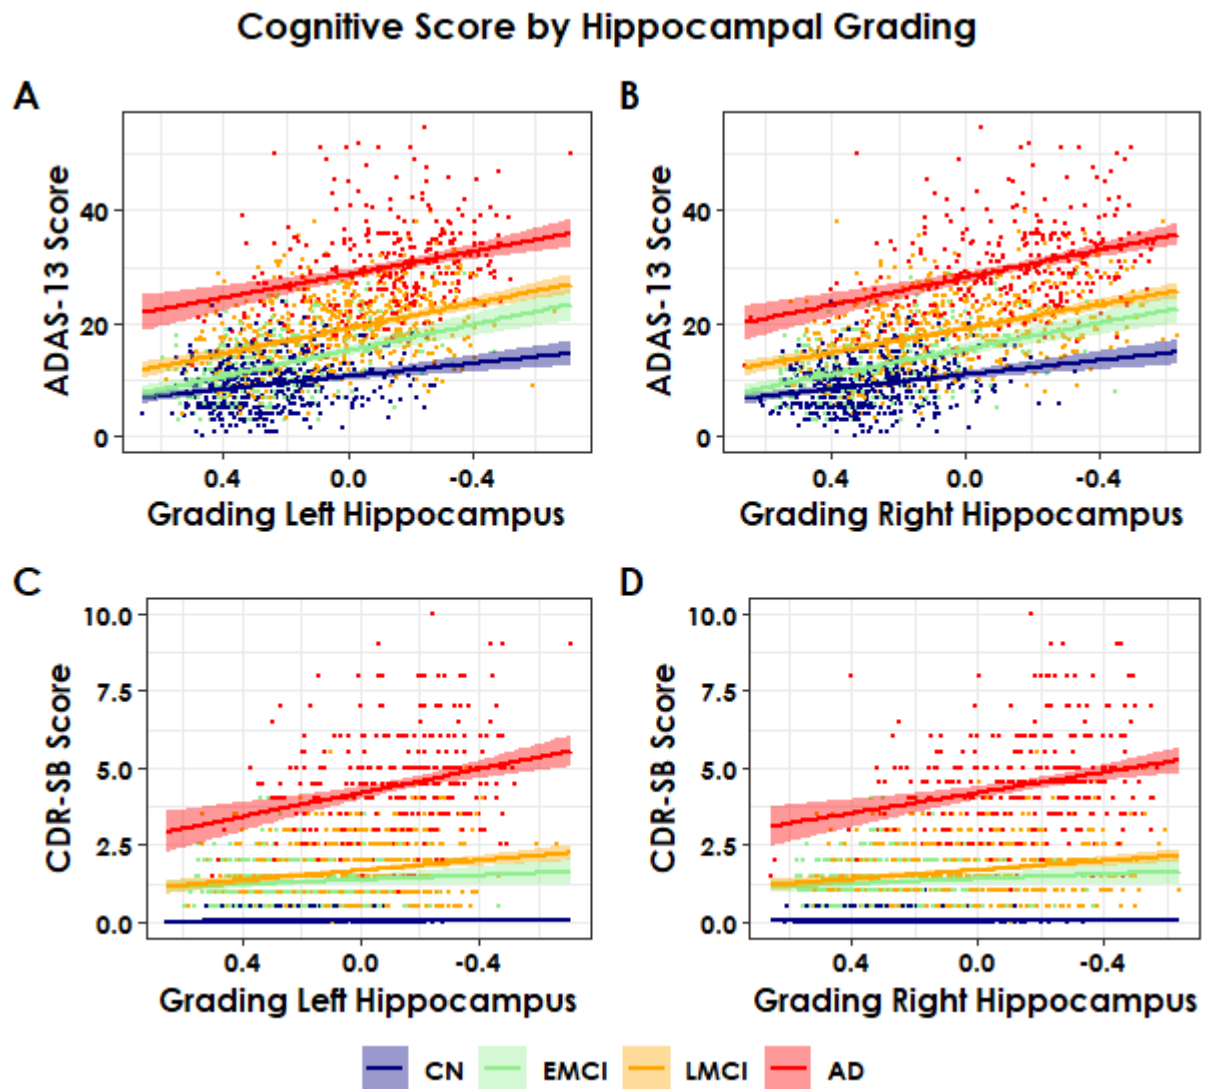 Cognitive Score by Hippocampal Grading
A
B
ADAS-13 Score
40
20
0
0.4 0.0 -0.4
Grading Left Hippocampus
ADAS-13 Score
40
20
0
0.4 0.0 -0.4
Grading Right Hippocampus
C
D
CDR-SB Score
10.0
7.5
5.0
2.5
0.0
0.4 0.0 -0.4
Grading Left Hippocampus
CDR-SB Score
10.0
7.5
5.0
2.5
0.0
0.4 0.0 -0.4
Grading Right Hippocampus
CN EMCI LMCI AD